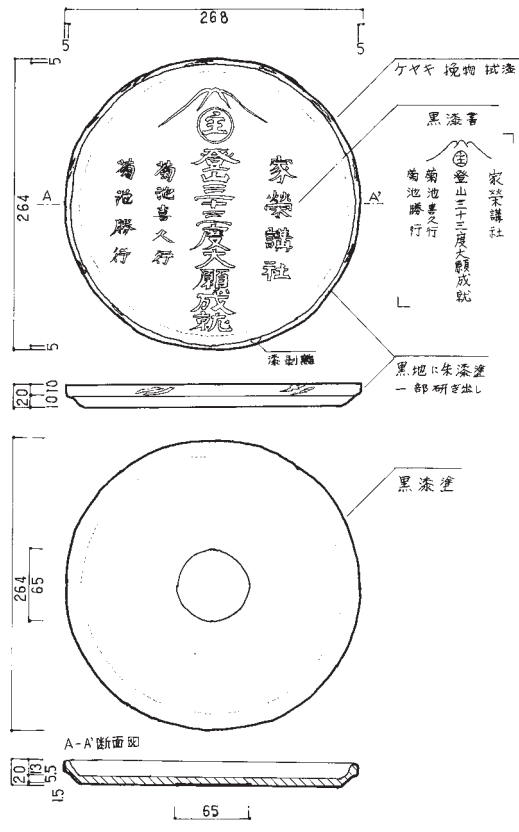 268
5
5
5
264
5
ケヤキ 挽物 拭漆
黒漆書
主
登山三十三度大願成就
家榮講社
菊池喜久行
菊池勝行
A
A'
家榮講社
主
登山三十三度大願成就
菊池喜久行
菊池勝行
漆剥離
黒地に朱漆塗
一部研ぎ出し
20
10 10
黒漆塗
264
65
A-A'断面図
20
13
5.5
1.5
65